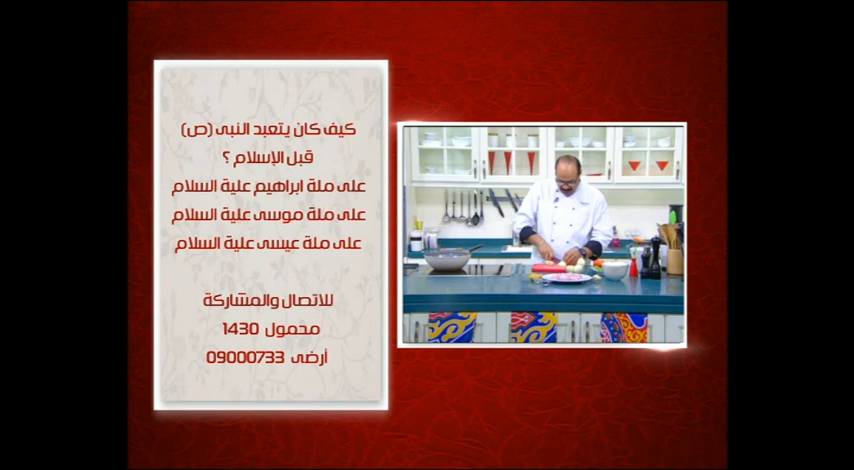 كيف كان يتعبد النبى (ص)
قبل الإسلام ؟
على ملة ابراهيم علية السلام
على ملة موسى علية السلام
على ملة عيسى علية السلام
للاتصال والمشاركة
محمول 1430
أرضى 09000733